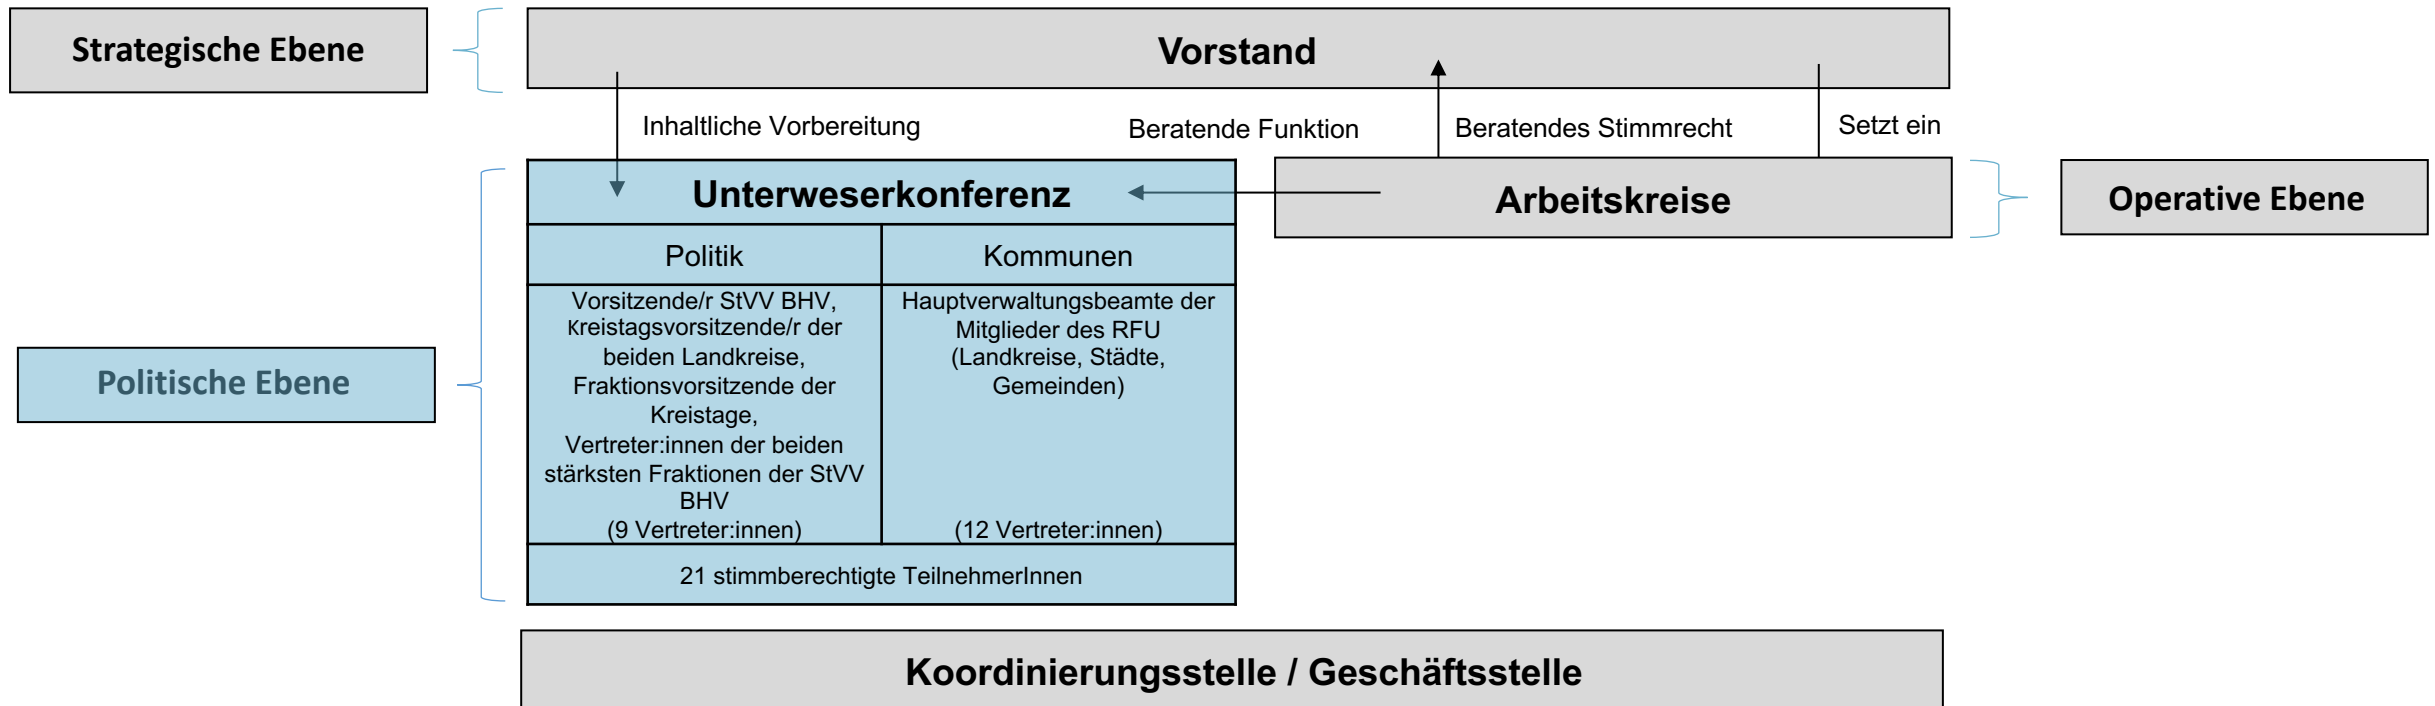 Strategische Ebene
Vorstand
Inhaltliche Vorbereitung
Beratende Funktion
Beratendes Stimmrecht
Setzt ein
Unterweserkonferenz
Arbeitskreise
Operative Ebene
Politik
Kommunen
Vorsitzende/r StVV BHV,
Kreistagsvorsitzende/r der
beiden Landkreise,
Fraktionsvorsitzende der
Kreistage,
Vertreter:innen der beiden
stärksten Fraktionen der StVV
BHV
(9 Vertreter:innen)
Hauptverwaltungsbeamte der
Mitglieder des RFU
(Landkreise, Städte,
Gemeinden)
(12 Vertreter:innen)
Politische Ebene
21 stimmberechtigte TeilnehmerInnen
Koordinierungsstelle / Geschäftsstelle